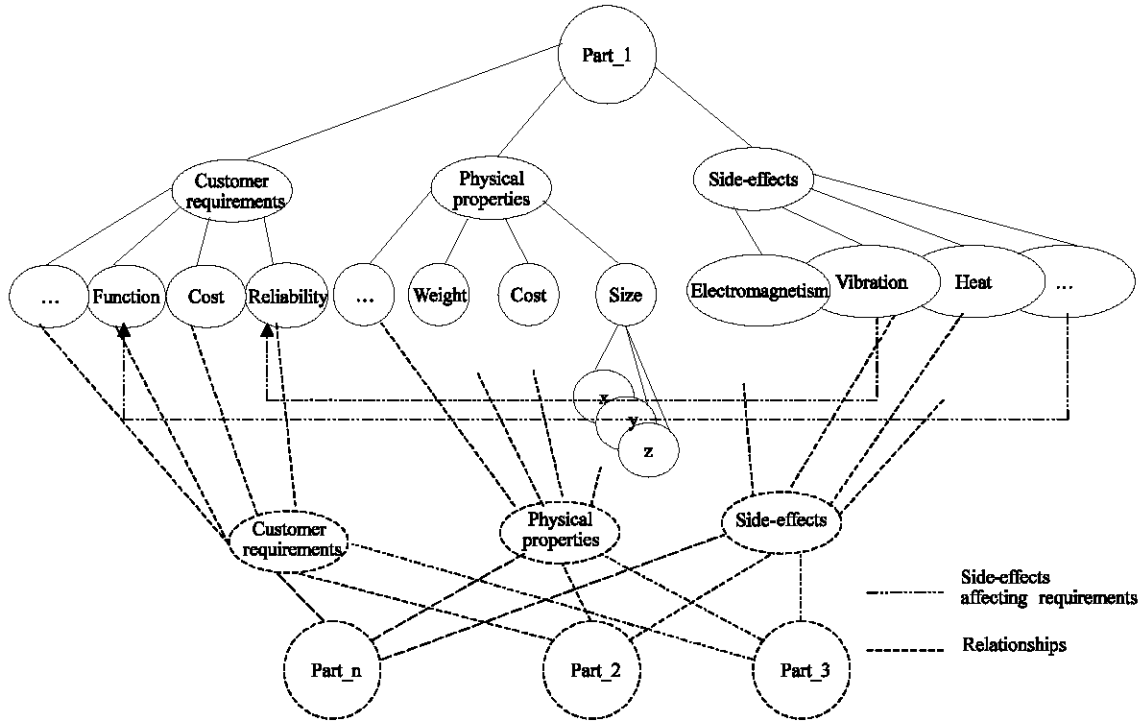 Part_1
Customer
requirements
Physical
properties
Side-effects
...
Function
Cost
Reliability
...
Weight
Cost
Size
Electromagnetism
Vibration
Heat
...
x
y
z
Customer
requirements
Physical
properties
Side-effects
Part_n
Part_2
Part_3
Side-effects
affecting requirements
Relationships